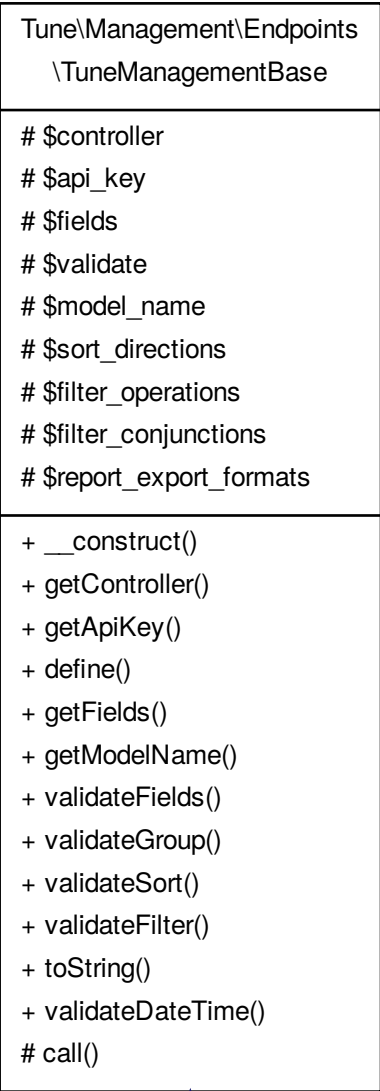 Tune\Management\Endpoints
\TuneManagementBase
# $controller
# $api_key
# $fields
# $validate
# $model_name
# $sort_directions
# $filter_operations
# $filter_conjunctions
# $report_export_formats
+ __construct()
+ getController()
+ getApiKey()
+ define()
+ getFields()
+ getModelName()
+ validateFields()
+ validateGroup()
+ validateSort()
+ validateFilter()
+ toString()
+ validateDateTime()
# call()